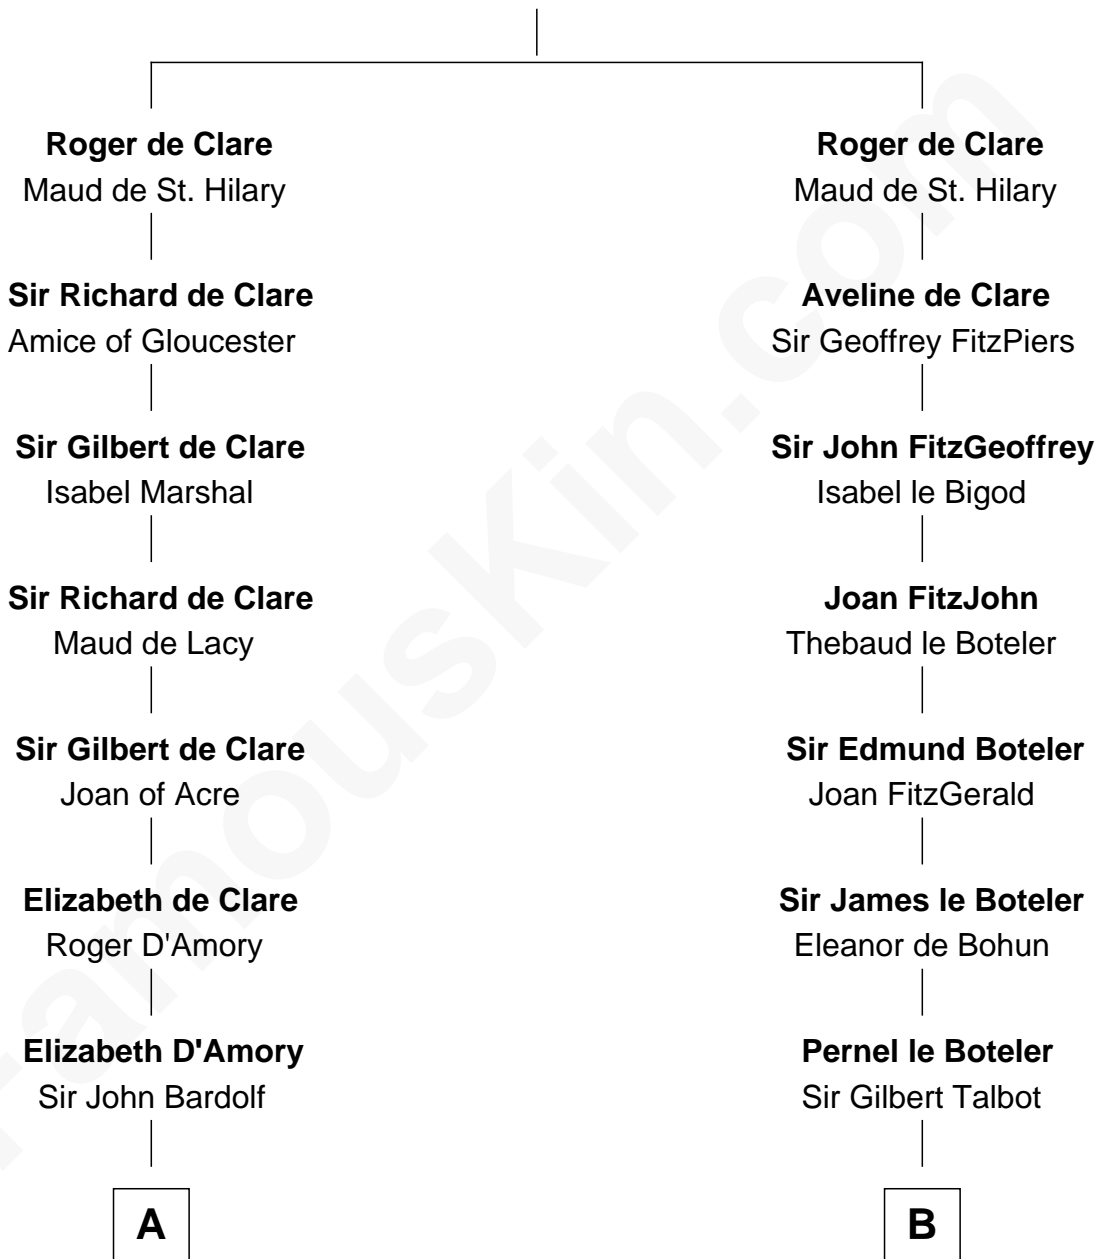 Roger de Clare
Maud de St. Hilary
Sir Richard de Clare
Amice of Gloucester
Sir Gilbert de Clare
Isabel Marshal
Sir Richard de Clare
Maud de Lacy
Sir Gilbert de Clare
Joan of Acre
Elizabeth de Clare
Roger D'Amory
Elizabeth D'Amory
Sir John Bardolf
A
Roger de Clare
Maud de St. Hilary
Aveline de Clare
Sir Geoffrey FitzPiers
Sir John FitzGeoffrey
Isabel le Bigod
Joan FitzJohn
Thebaud le Boteler
Sir Edmund Boteler
Joan FitzGerald
Sir James le Boteler
Eleanor de Bohun
Pernel le Boteler
Sir Gilbert Talbot
B
FamousKin.com